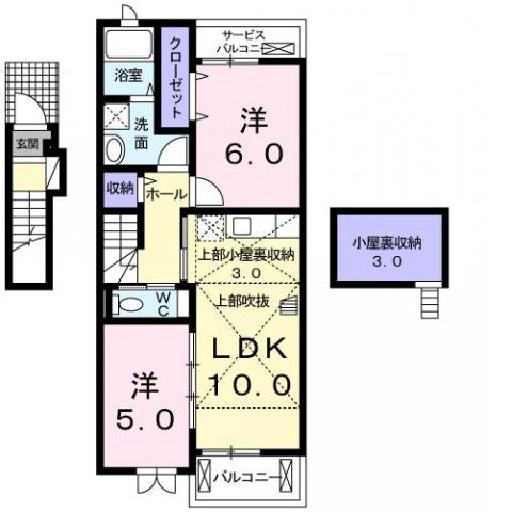 サービス
バルコニー
クローゼット
浴室
洋
6.0
洗面
玄関
収納
ホール
上部小屋裏収納
3.0
小屋裏収納
3.0
上部吹抜
WC
LDK
10.0
洋
5.0
バルコニー